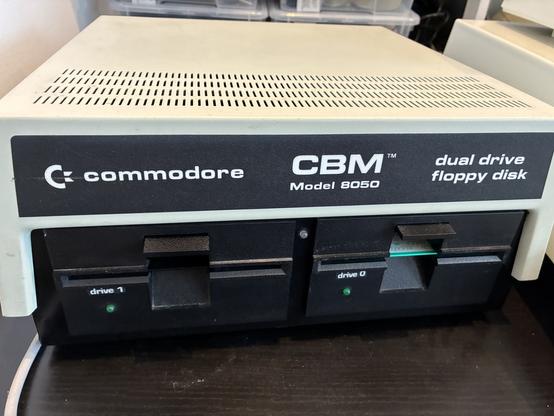 commodore
CBM™
Model 8050
dual drive
floppy disk
drive 1
drive 0